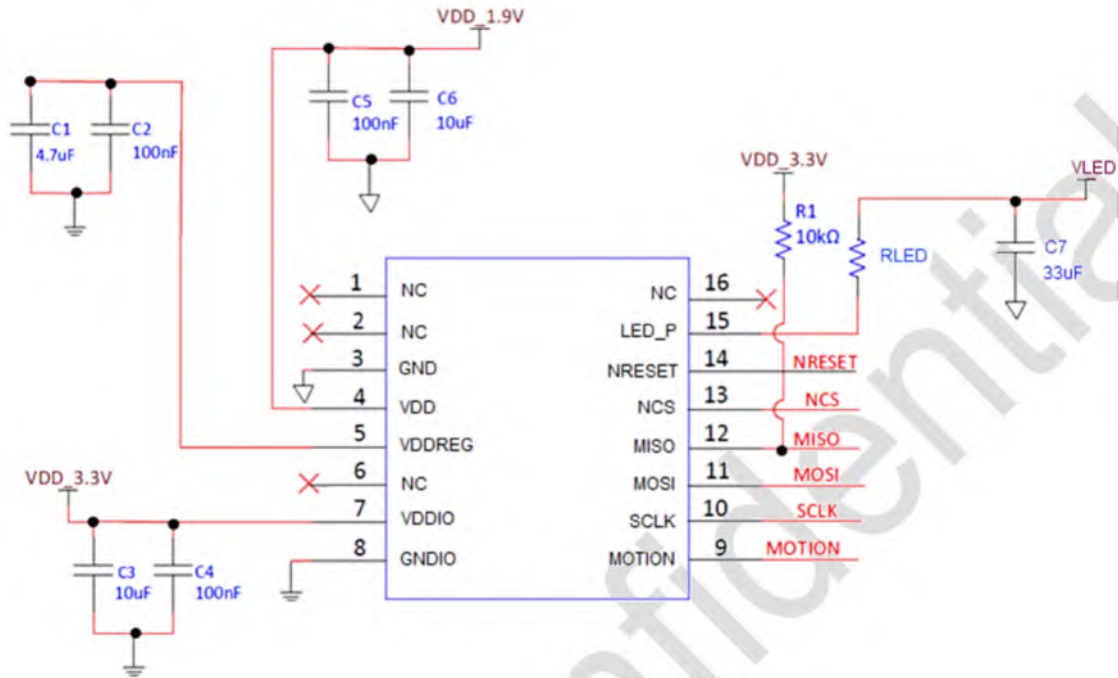 VDD_1.9V
C1
4.7uF
C2
100nF
C5
100nF
C6
10uF
VDD_3.3V
R1
10kΩ
RLED
VLED
C7
33uF
1 NC
2 NC
3 GND
4 VDD
5 VDDREG
6 NC
7 VDDIO
8 GNDIO
NC 16
LED_P 15
NRESET 14 NRESET
NCS 13 NCS
MISO 12 MISO
MOSI 11 MOSI
SCLK 10 SCLK
MOTION 9 MOTION
VDD_3.3V
C3
10uF
C4
100nF